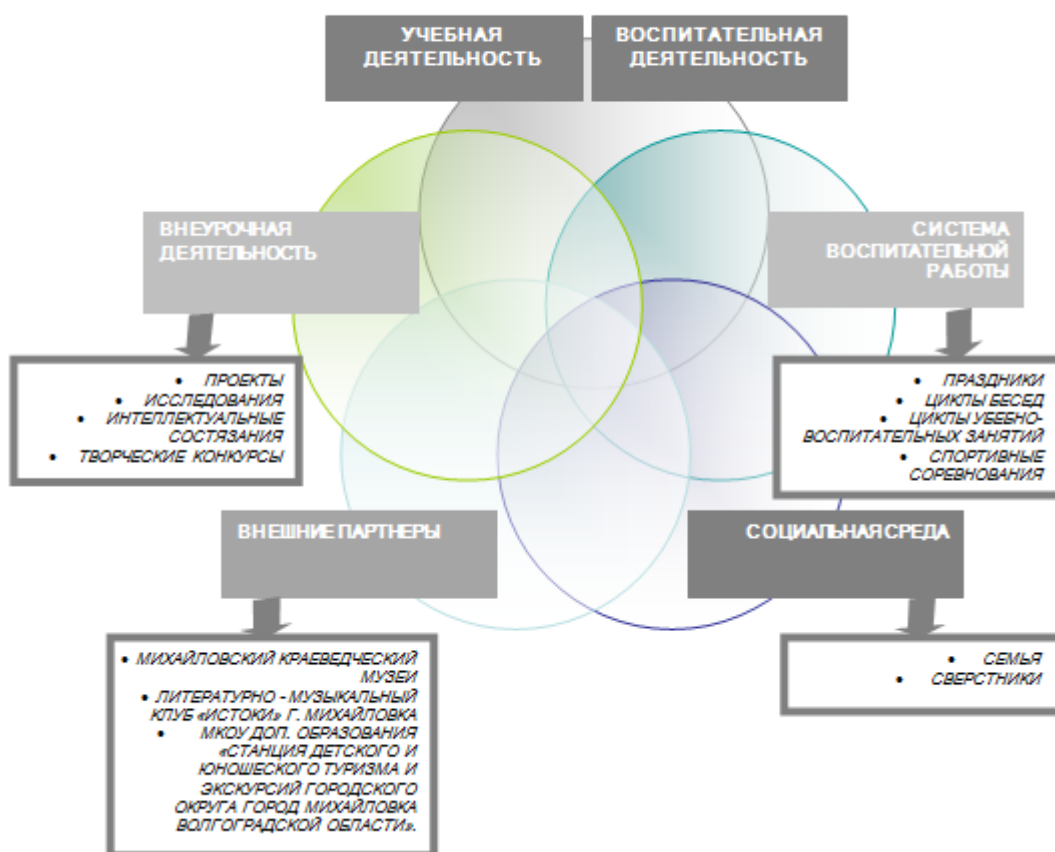 УЧЕБНАЯ
ДЕЯТЕЛЬНОСТЬ
ВОСПИТАТЕЛЬНАЯ
ДЕЯТЕЛЬНОСТЬ
ВНЕУРОЧНАЯ
ДЕЯТЕЛЬНОСТЬ
СИСТЕМА
ВОСПИТАТЕЛЬНОЙ
РАБОТЫ
• ПРОЕКТЫ
• ИССЛЕДОВАНИЯ
• ИНТЕЛЛЕКТУАЛЬНЫЕ
СОСТЯЗАНИЯ
• ТВОРЧЕСКИЕ КОНКУРСЫ
• ПРАЗДНИКИ
• ЦИКЛЫ БЕСЕД
• ЦИКЛЫ УБЕБНО-
ВОСПИТАТЕЛЬНЫХ ЗАНЯТИЙ
• СПОРТИВНЫЕ
СОРЕВНОВАНИЯ
ВНЕШНИЕ ПАРТНЕРЫ
СОЦИАЛЬНАЯ СРЕДА
• МИХАЙЛОВСКИЙ КРАЕВЕДЧЕСКИЙ
МУЗЕИ
• ЛИТЕРАТУРНО - МУЗЫКАЛЬНЫЙ
КЛУБ «ИСТОКИ» Г. МИХАЙЛОВКА
• МКОУ ДОП. ОБРАЗОВАНИЯ
«СТАНЦИЯ ДЕТСКОГО И
ЮНОШЕСКОГО ТУРИЗМА И
ЭКСКУРСИЙ ГОРОДСКОГО
ОКРУГА ГОРОД МИХАЙЛОВКА
ВОЛГОГРАДСКОЙ ОБЛАСТИ».
• СЕМЬЯ
• СВЕРСТНИКИ